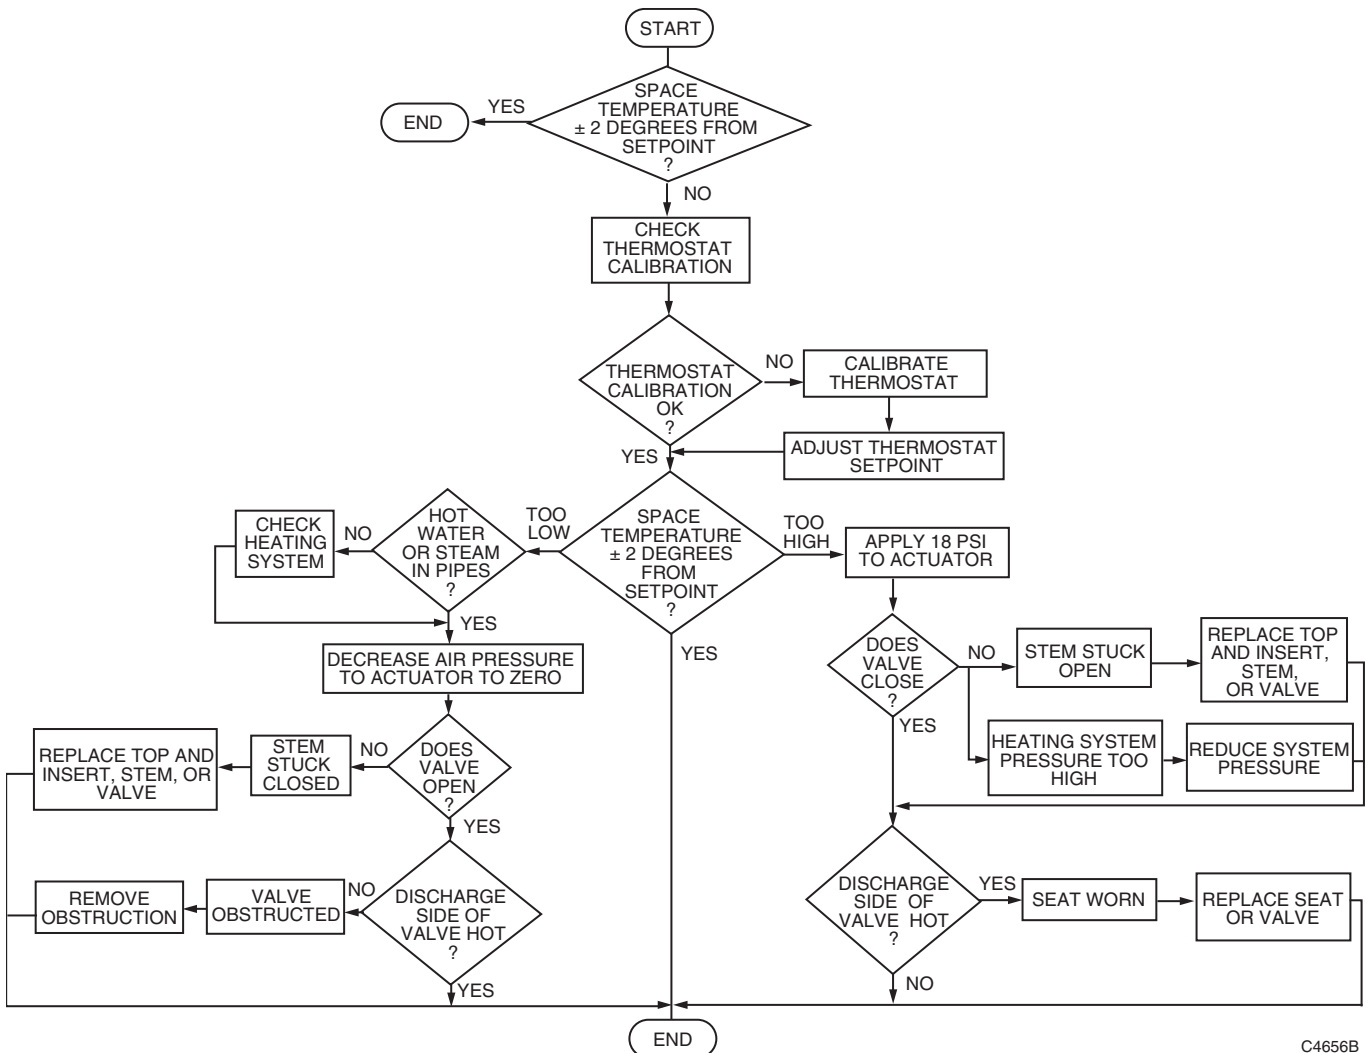 START
SPACE
TEMPERATURE
± 2 DEGREES FROM
SETPOINT
?
YES
END
NO
CHECK
THERMOSTAT
CALIBRATION
THERMOSTAT
CALIBRATION
OK
?
NO
CALIBRATE
THERMOSTAT
ADJUST THERMOSTAT
SETPOINT
YES
SPACE
TEMPERATURE
± 2 DEGREES
FROM
SETPOINT
?
TOO
LOW
HOT
WATER
OR STEAM
IN PIPES
?
NO
CHECK
HEATING
SYSTEM
YES
DECREASE AIR PRESSURE
TO ACTUATOR TO ZERO
DOES
VALVE
OPEN
?
NO
STEM
STUCK
CLOSED
REPLACE TOP AND
INSERT, STEM, OR
VALVE
YES
DISCHARGE
SIDE OF
VALVE HOT
?
NO
VALVE
OBSTRUCTED
REMOVE
OBSTRUCTION
YES
YES
TOO
HIGH
APPLY 18 PSI
TO ACTUATOR
DOES
VALVE
CLOSE
?
NO
STEM STUCK
OPEN
REPLACE TOP
AND INSERT,
STEM,
OR VALVE
HEATING SYSTEM
PRESSURE TOO
HIGH
REDUCE SYSTEM
PRESSURE
YES
DISCHARGE
SIDE OF
VALVE HOT
?
YES
SEAT WORN
REPLACE SEAT
OR VALVE
NO
END
C4656B